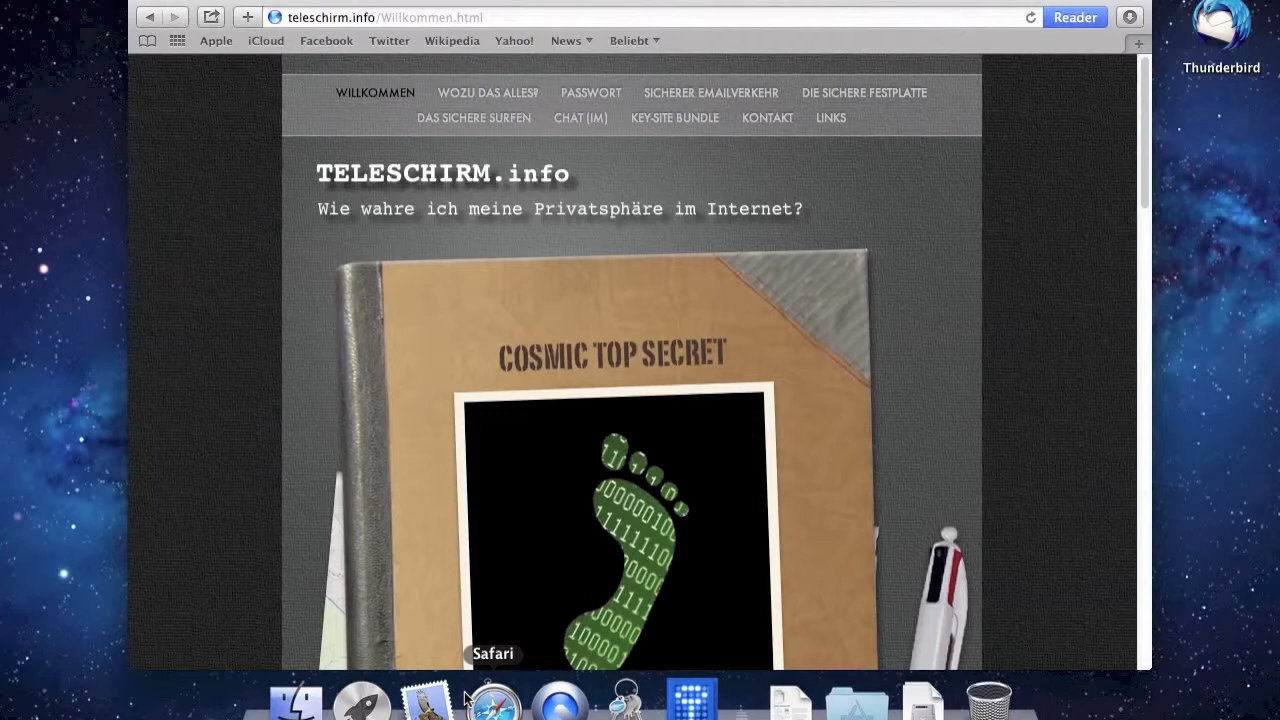 teleschirm.info/Willkommen.html
Reader
Apple iCloud Facebook Twitter Wikipedia Yahoo! News Beliebt
Thunderbird
WILLKOMMEN WOZU DAS ALLES? PASSWORT SICHERER EMAILVERKEHR DIE SICHERE FESTPLATTE
DAS SICHERE SURFEN CHAT (IM) KEY-SITE BUNDLE KONTAKT LINKS
TELESCHIRM.info
Wie wahre ich meine Privatsphäre im Internet?
COSMIC TOP SECRET
Safari